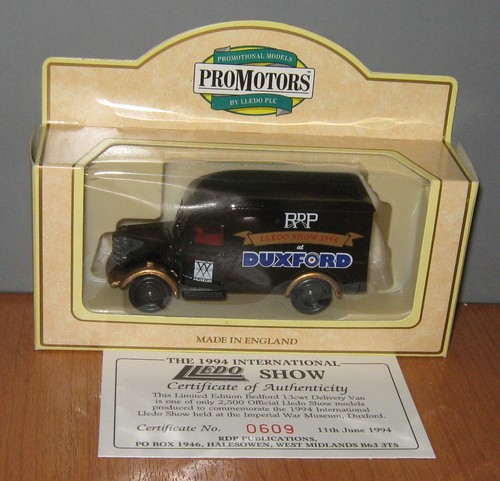 PROMOTIONAL MODELS
PROMOTORS
BY LLEDO PLC
RDP
LLEDO SHOW 1994
at
DUXFORD
MUSEUM
MADE IN ENGLAND
THE 1994 INTERNATIONAL
LLEDO SHOW
Certificate of Authenticity
This Limited Edition Bedford 13cwt Delivery Van
is one of only 2,500 Official Lledo Show models
produced to commemorate the 1994 International
Lledo Show held at the Imperial War Museum, Duxford.
Certificate No. 0609 11th June 1994
RDP PUBLICATIONS,
PO BOX 1946, HALESOWEN, WEST MIDLANDS B63 3TS